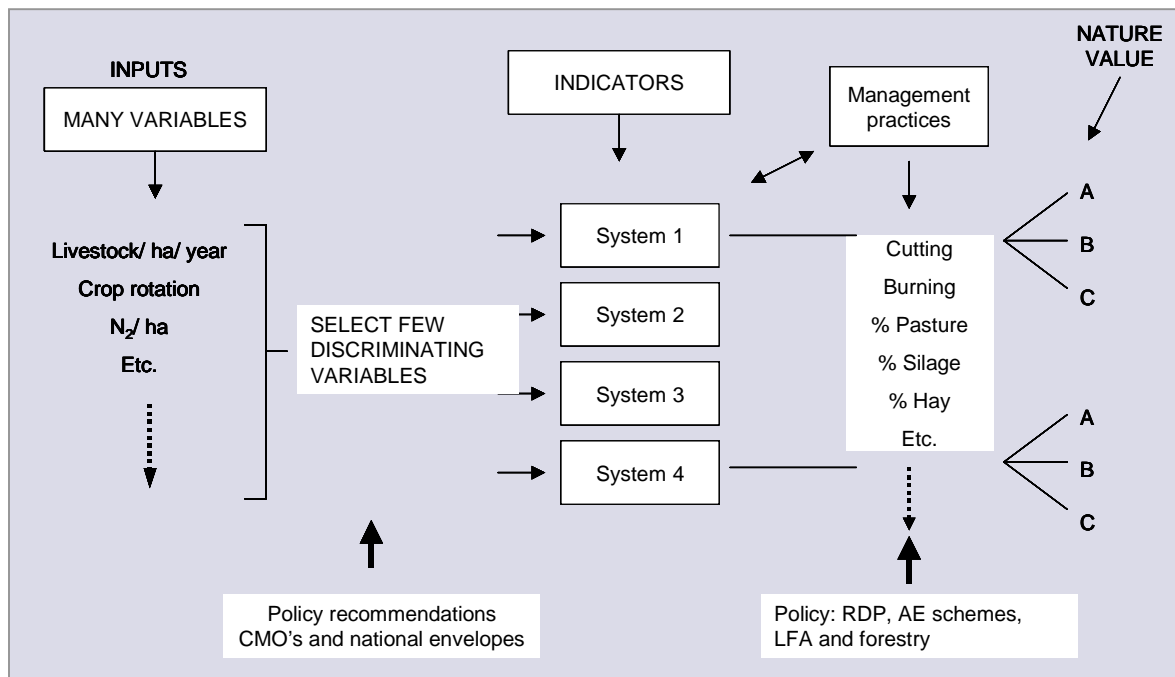 INPUTS
MANY VARIABLES
Livestock/ ha/ year
Crop rotation
N₂/ ha
Etc.
SELECT FEW
DISCRIMINATING
VARIABLES
Policy recommendations
CMO's and national envelopes
INDICATORS
System 1
System 2
System 3
System 4
Management
practices
Cutting
Burning
% Pasture
% Silage
% Hay
Etc.
Policy: RDP, AE schemes,
LFA and forestry
NATURE
VALUE
A
B
C
A
B
C